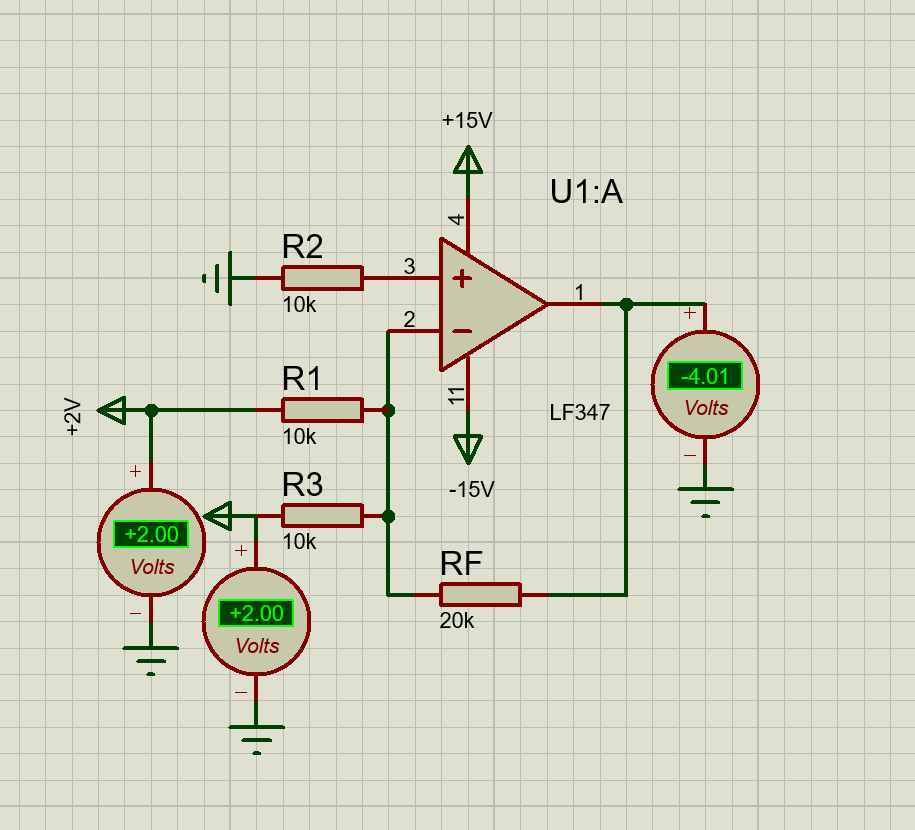 +15V
U1:A
4
R2
3
+
10k
1
2
−
+
R1
11
-4.01
Volts
+2V
LF347
10k
−
+
R3
-15V
+2.00
Volts
+
10k
RF
−
+2.00
Volts
20k
−